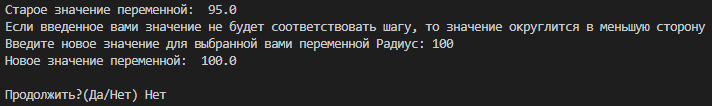 Старое значение переменной:  95.0
Если введенное вами значение не будет соответствовать шагу, то значение округлится в меньшую сторону
Введите новое значение для выбранной вами переменной Радиус: 100
Новое значение переменной:  100.0
Продолжить?(Да/Нет) Нет